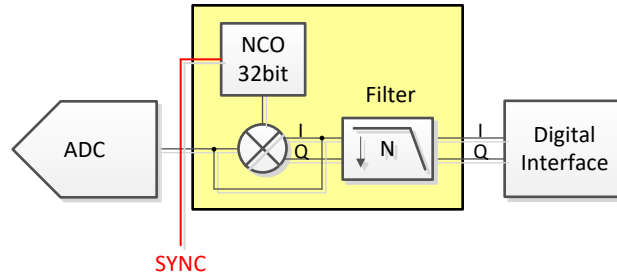 NCO
32bit
Filter
ADC
I
Q
N
I
Q
Digital
Interface
SYNC